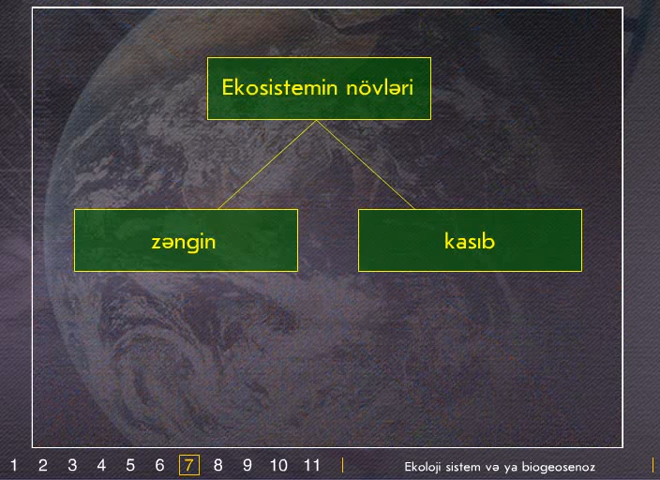 Ekosistemin növləri
zəngin
kasıb
1 2 3 4 5 6 7 8 9 10 11
Ekoloji sistem və ya biogeosenoz